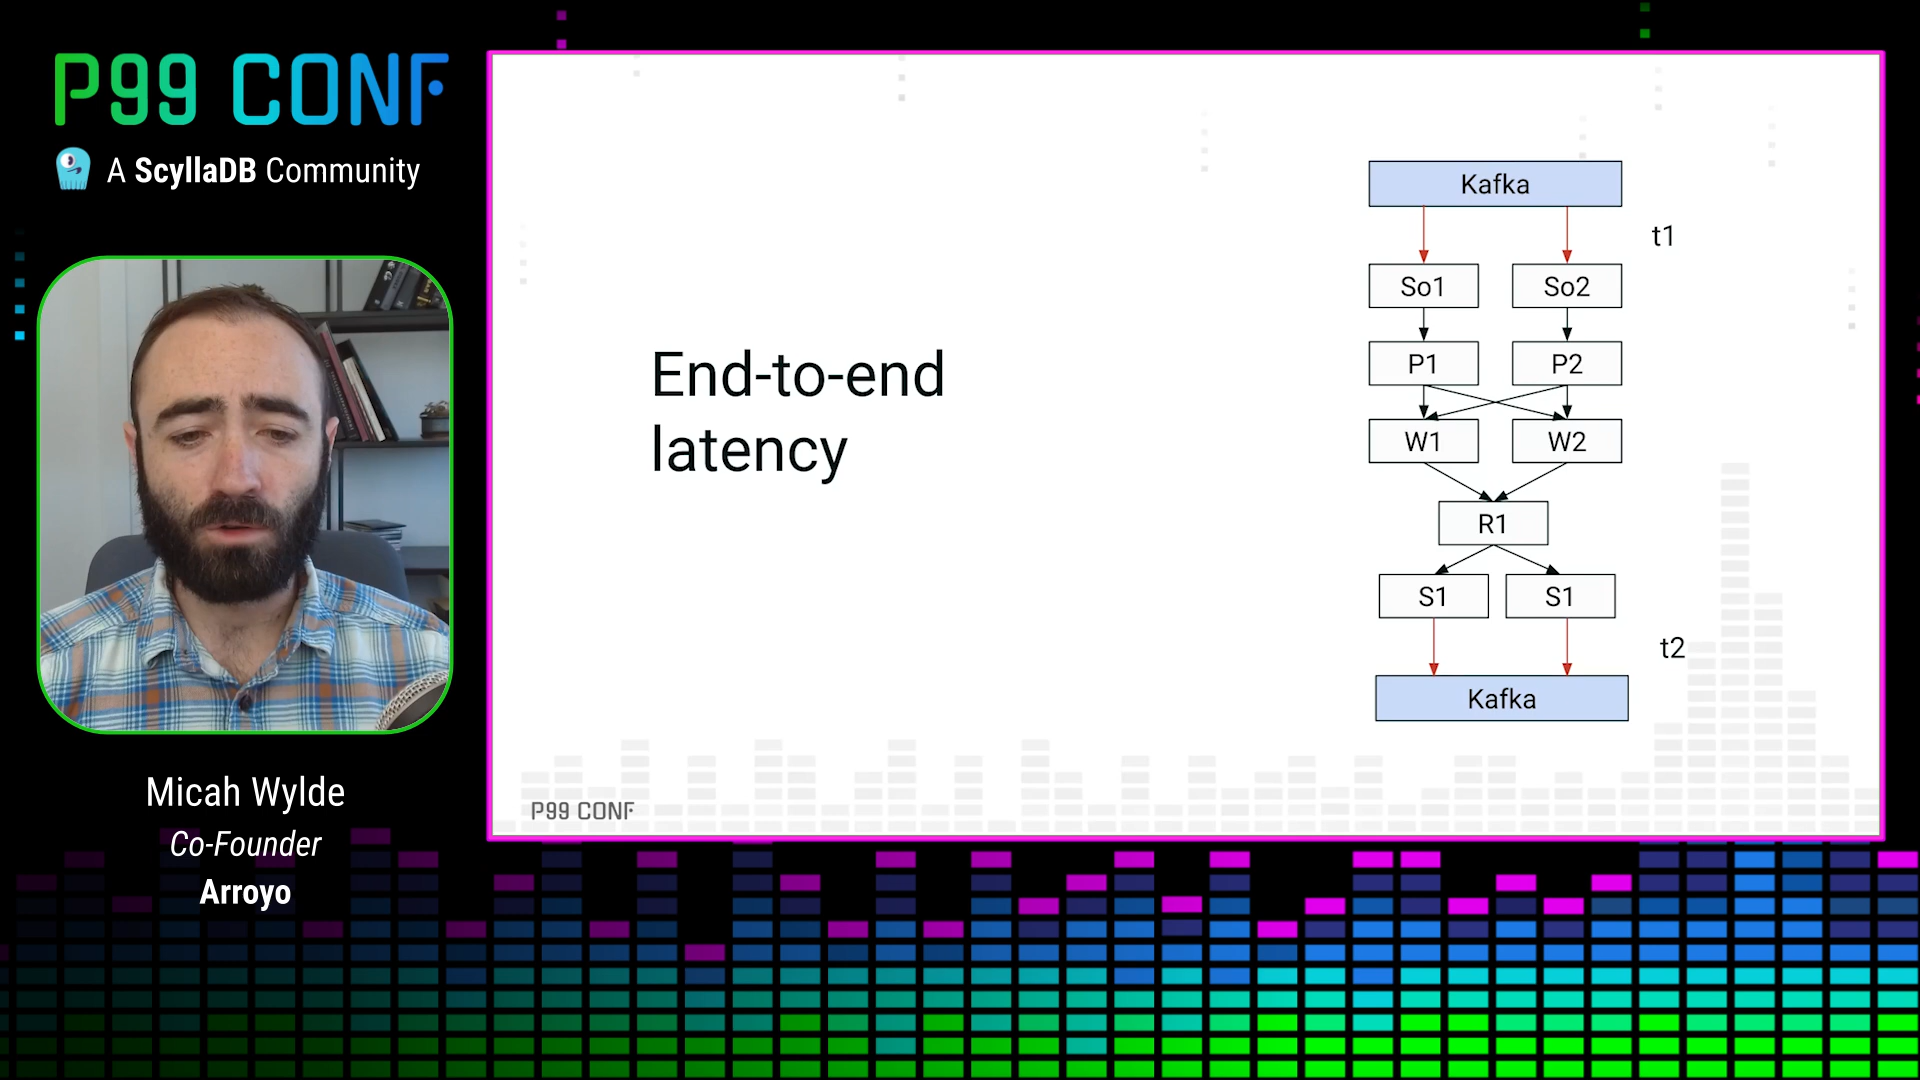 P99 CONF
A ScyllaDB Community
Micah Wylde
Co-Founder
Arroyo
End-to-end
latency
Kafka
t1
So1 So2
P1 P2
W1 W2
R1
S1 S1
t2
Kafka
P99 CONF